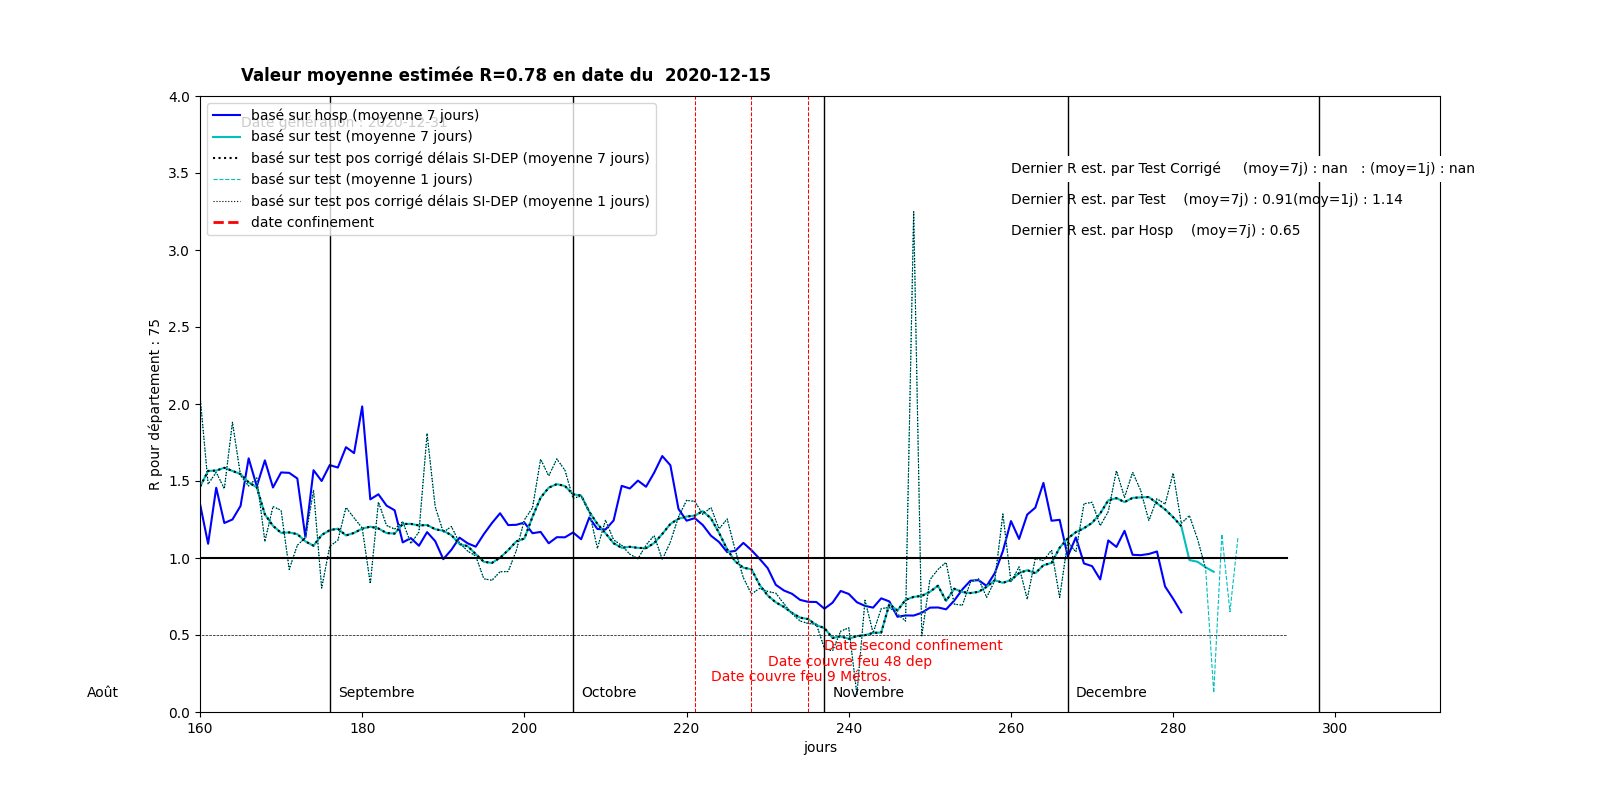 Valeur moyenne estimée R=0.78 en date du  2020-12-15
4.0
basé sur hosp (moyenne 7 jours)
Date génération : 2020-12-31
basé sur test (moyenne 7 jours)
basé sur test pos corrigé délais SI-DEP (moyenne 7 jours)
basé sur test (moyenne 1 jours)
basé sur test pos corrigé délais SI-DEP (moyenne 1 jours)
date confinement
Dernier R est. par Test Corrigé     (moy=7j) : nan   : (moy=1j) : nan
Dernier R est. par Test    (moy=7j) : 0.91(moy=1j) : 1.14
Dernier R est. par Hosp    (moy=7j) : 0.65
3.5
3.0
2.5
2.0
1.5
1.0
0.5
0.0
R pour département : 75
Date second confinement
Date couvre feu 48 dep
Date couvre feu 9 Métros.
Août
Septembre
Octobre
Novembre
Decembre
160
180
200
220
240
260
280
300
jours